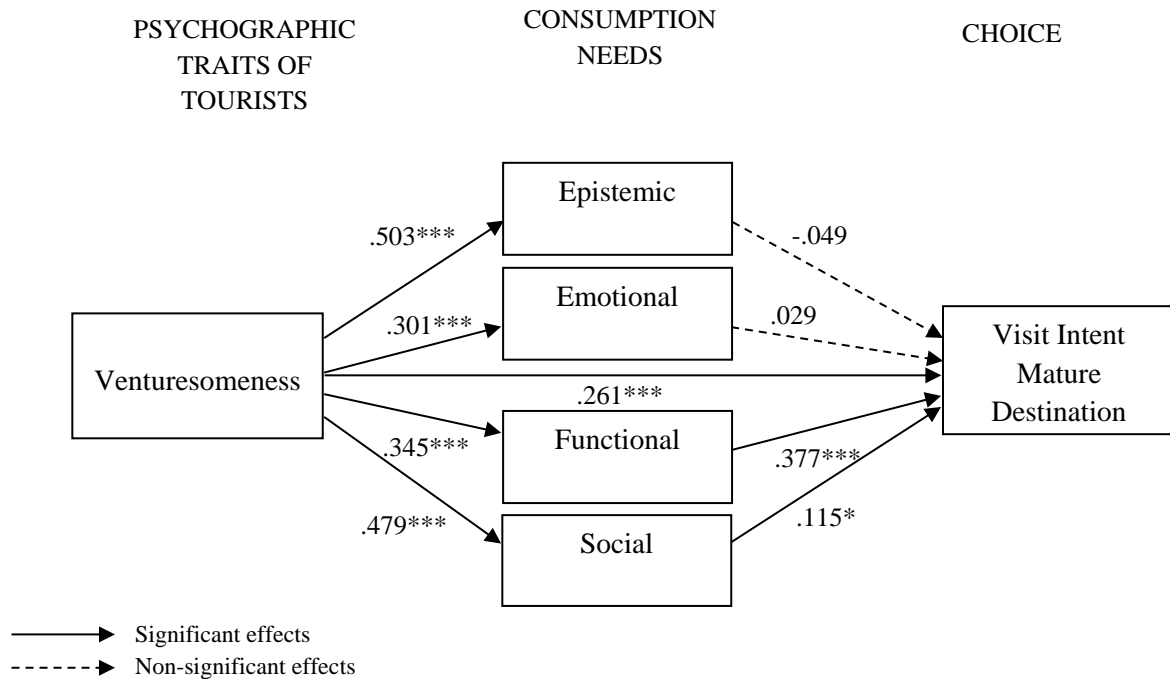 PSYCHOGRAPHIC
TRAITS OF
TOURISTS
CONSUMPTION
NEEDS
CHOICE
Epistemic
.503***
-.049
Emotional
.301***
.029
Venturesomeness
Visit Intent
Mature
Destination
.261***
Functional
.345***
.377***
.479***
Social
.115*
Significant effects
Non-significant effects